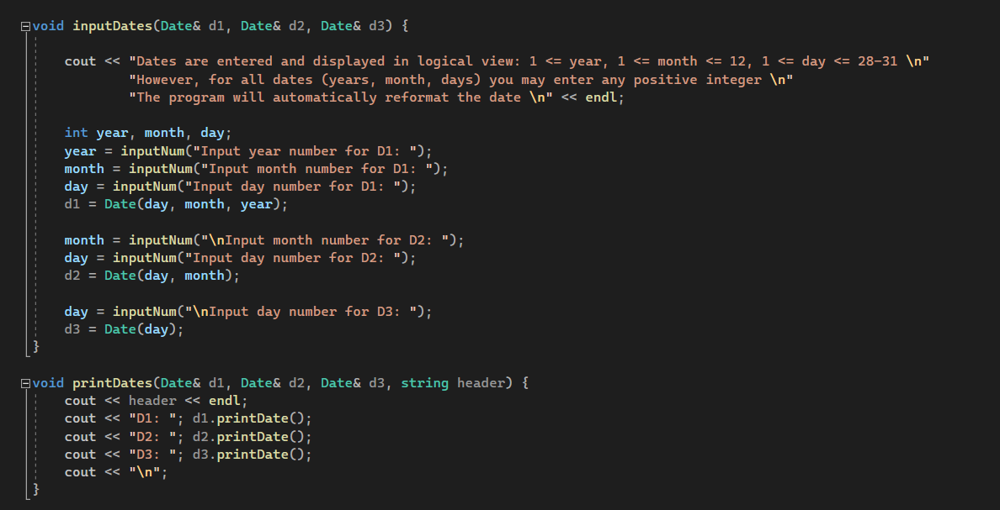 void inputDates(Date& d1, Date& d2, Date& d3) {
cout << "Dates are entered and displayed in logical view: 1 <= year, 1 <= month <= 12, 1 <= day <= 28-31 \n"
"However, for all dates (years, month, days) you may enter any positive integer \n"
"The program will automatically reformat the date \n" << endl;
int year, month, day;
year = inputNum("Input year number for D1: ");
month = inputNum("Input month number for D1: ");
day = inputNum("Input day number for D1: ");
d1 = Date(day, month, year);
month = inputNum("\nInput month number for D2: ");
day = inputNum("Input day number for D2: ");
d2 = Date(day, month);
day = inputNum("\nInput day number for D3: ");
d3 = Date(day);
}
void printDates(Date& d1, Date& d2, Date& d3, string header) {
cout << header << endl;
cout << "D1: "; d1.printDate();
cout << "D2: "; d2.printDate();
cout << "D3: "; d3.printDate();
cout << "\n";
}